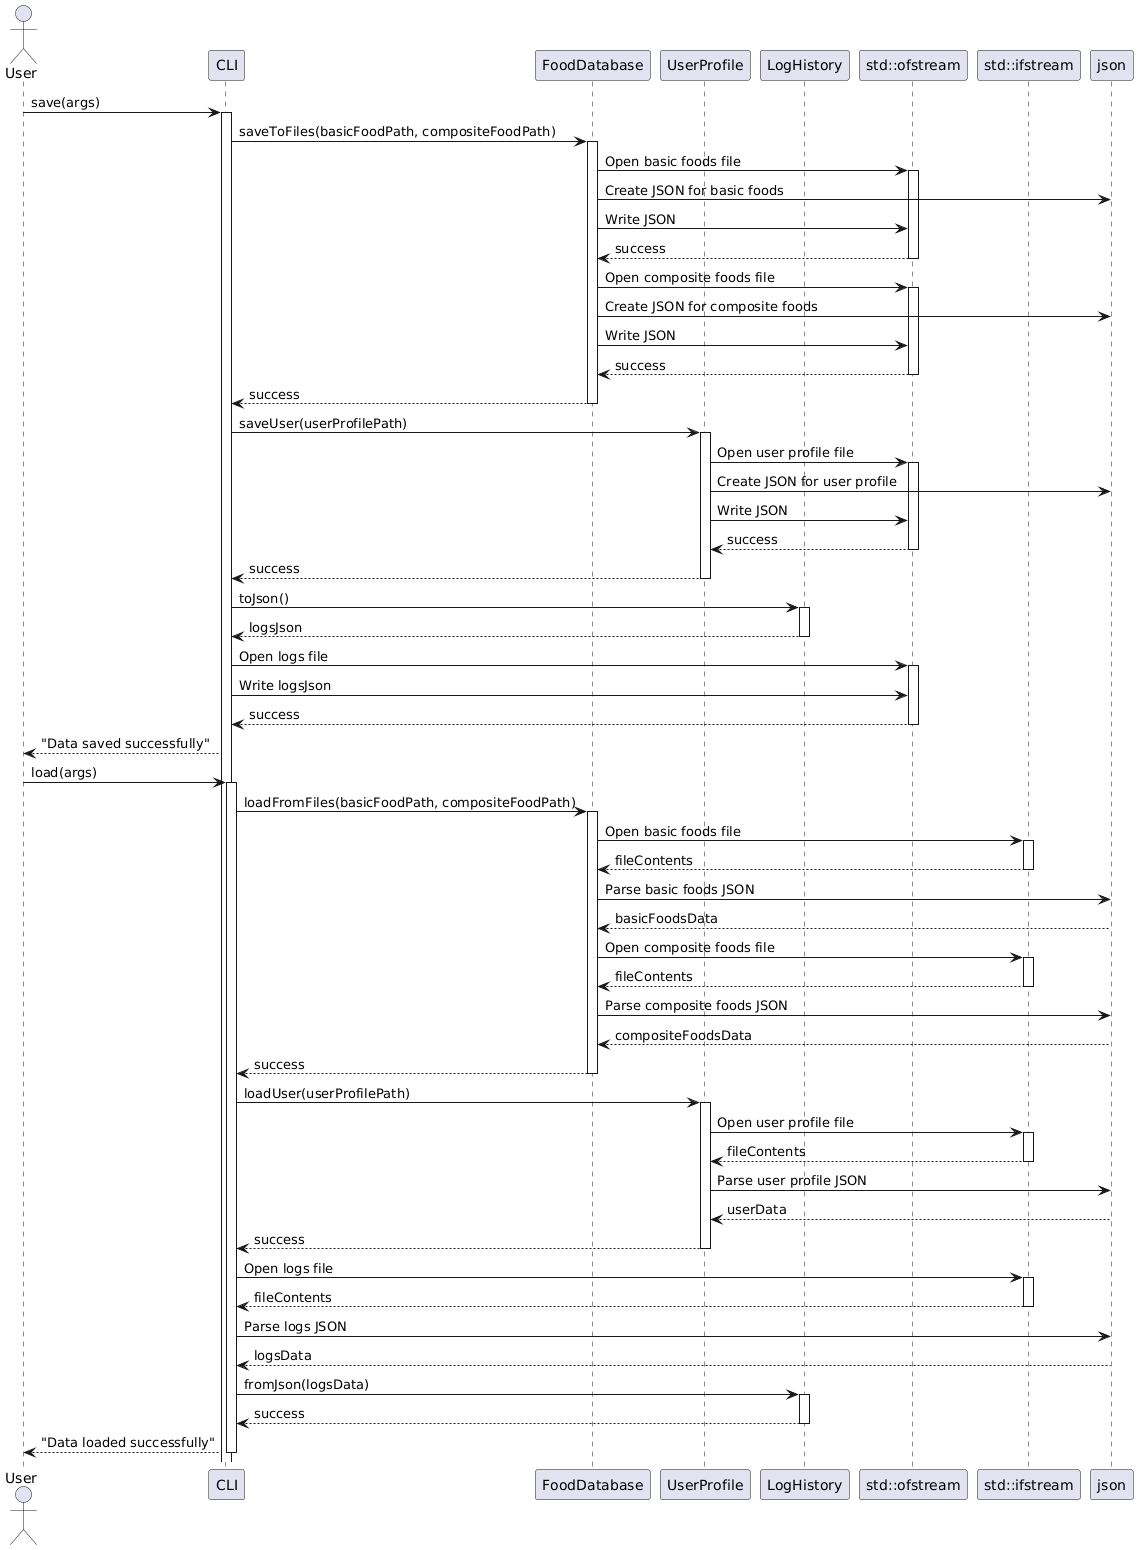 User
CLI
FoodDatabase
UserProfile
LogHistory
std::ofstream
std::ifstream
json
save(args)
saveToFiles(basicFoodPath, compositeFoodPath)
Open basic foods file
Create JSON for basic foods
Write JSON
success
Open composite foods file
Create JSON for composite foods
Write JSON
success
success
saveUser(userProfilePath)
Open user profile file
Create JSON for user profile
Write JSON
success
success
toJson()
logsJson
Open logs file
Write logsJson
success
"Data saved successfully"
load(args)
loadFromFiles(basicFoodPath, compositeFoodPath)
Open basic foods file
fileContents
Parse basic foods JSON
basicFoodsData
Open composite foods file
fileContents
Parse composite foods JSON
compositeFoodsData
success
loadUser(userProfilePath)
Open user profile file
fileContents
Parse user profile JSON
userData
success
Open logs file
fileContents
Parse logs JSON
logsData
fromJson(logsData)
success
"Data loaded successfully"
User
CLI
FoodDatabase
UserProfile
LogHistory
std::ofstream
std::ifstream
json